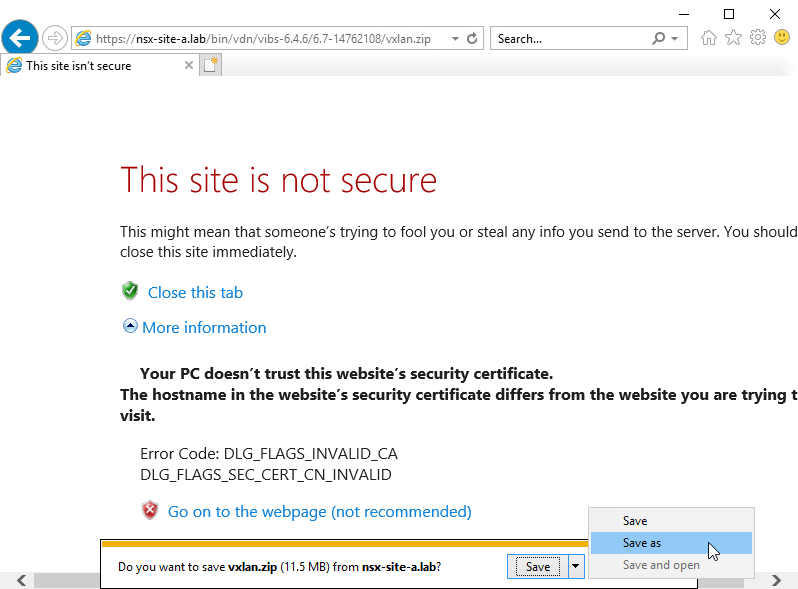 https://nsx-site-a.lab/bin/vdn/vibs-6.4.6/6.7-14762108/vxlan.zip
Search...
This site isn't secure
This site is not secure
This might mean that someone's trying to fool you or steal any info you send to the server. You should
close this site immediately.
Close this tab
More information
Your PC doesn't trust this website's security certificate.
The hostname in the website's security certificate differs from the website you are trying t
visit.
Error Code: DLG_FLAGS_INVALID_CA
DLG_FLAGS_SEC_CERT_CN_INVALID
Go on to the webpage (not recommended)
Save
Save as
Save and open
Do you want to save vxlan.zip (11.5 MB) from nsx-site-a.lab?
Save